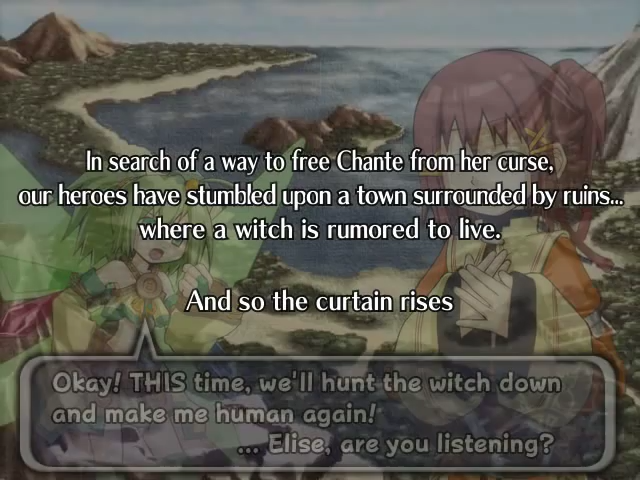 In search of a way to free Chante from her curse,
our heroes have stumbled upon a town surrounded by ruins...
where a witch is rumored to live.
And so the curtain rises
Okay! THIS time, we'll hunt the witch down
and make me human again!
... Elise, are you listening?